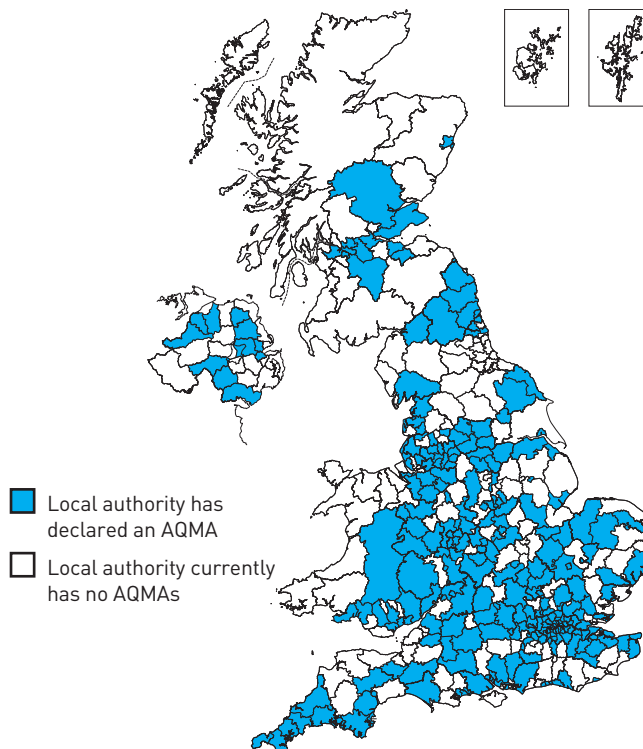 Local authority has
declared an AQMA
Local authority currently
has no AQMAs